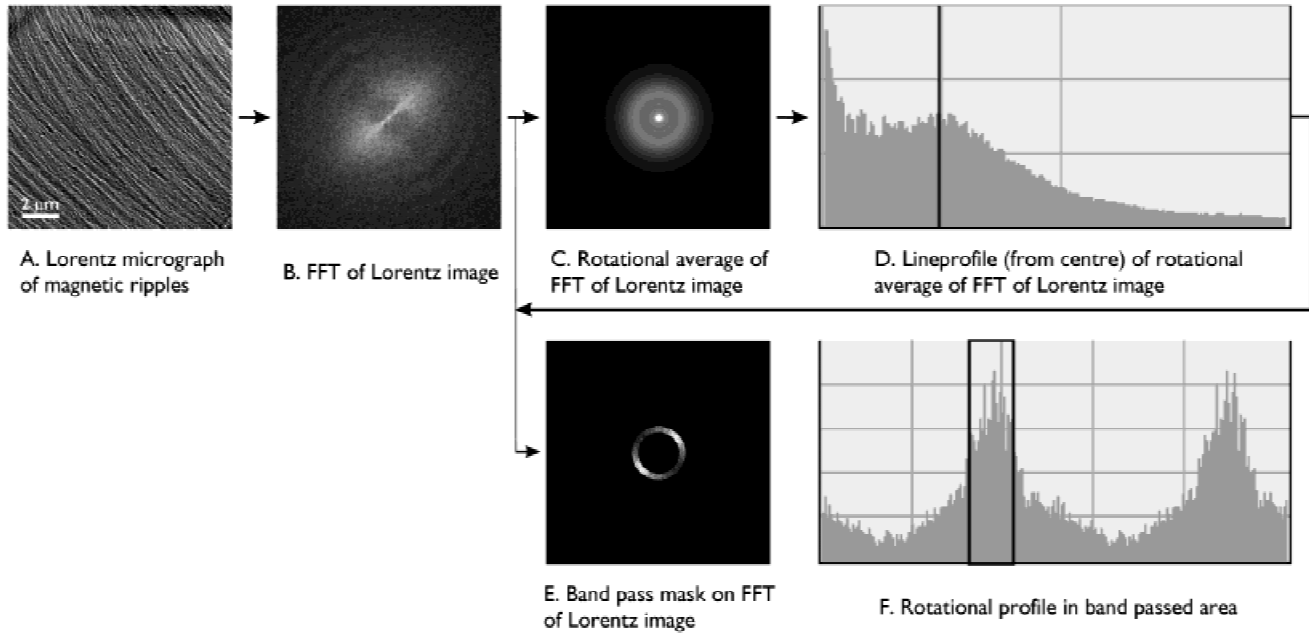 2 µm
A. Lorentz micrograph
of magnetic ripples
B. FFT of Lorentz image
C. Rotational average of
FFT of Lorentz image
D. Lineprofile (from centre) of rotational
average of FFT of Lorentz image
E. Band pass mask on FFT
of Lorentz image
F. Rotational profile in band passed area